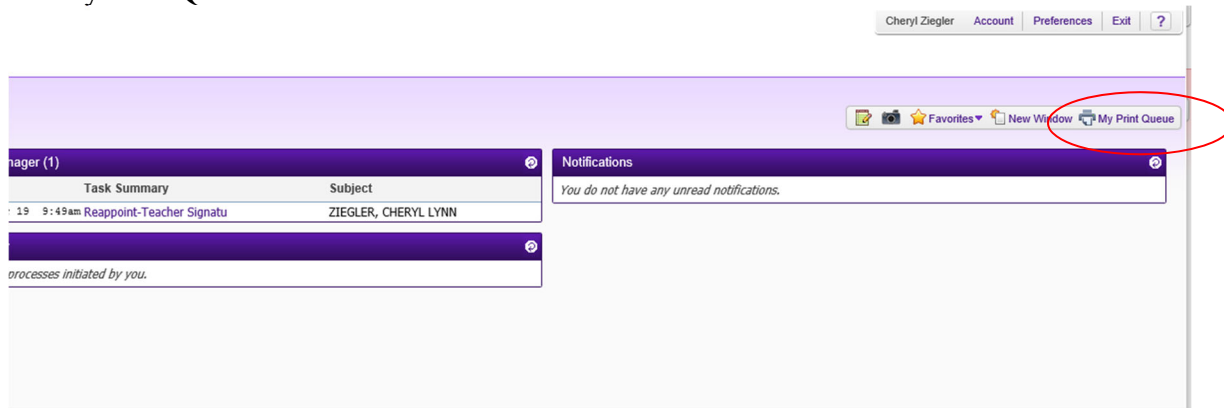 Cheryl Ziegler Account Preferences Exit ?
Favorites New Window My Print Queue
nager (1)
Notifications
Task Summary Subject
You do not have any unread notifications.
19 9:49am Reappoint-Teacher Signatu ZIEGLER, CHERYL LYNN
processes initiated by you.